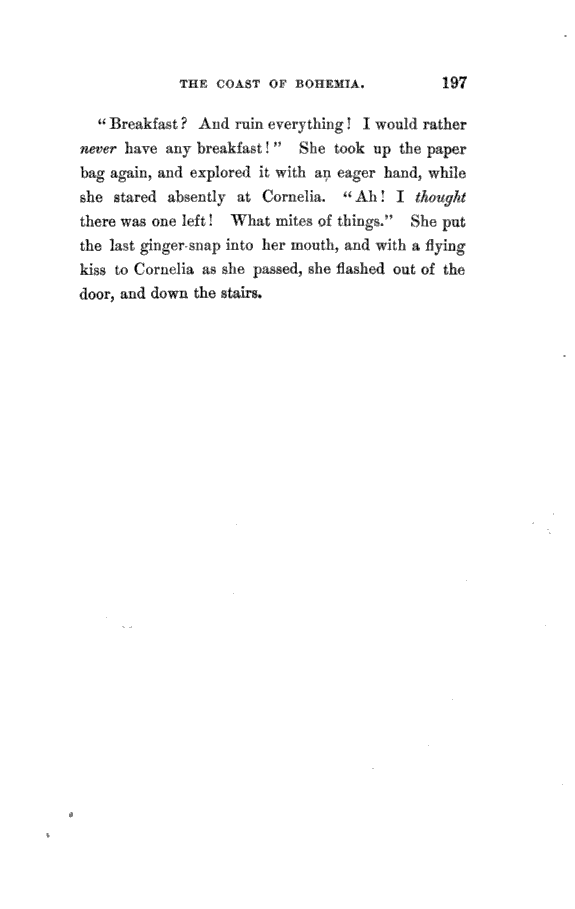 THE COAST OF BOHEMIA. 197
“Breakfast? And ruin everything! I would rather
never have any breakfast!” She took up the paper
bag again, and explored it with an eager hand, while
she stared absently at Cornelia. “Ah! I thought
there was one left! What mites of things.” She put
the last ginger-snap into her mouth, and with a flying
kiss to Cornelia as she passed, she flashed out of the
door, and down the stairs.